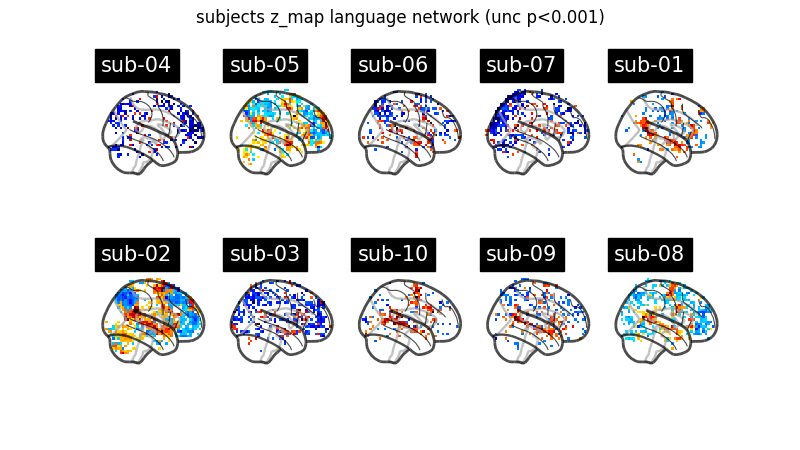 subjects z_map language network (unc p<0.001)
sub-04 sub-05 sub-06 sub-07 sub-01
sub-02 sub-03 sub-10 sub-09 sub-08